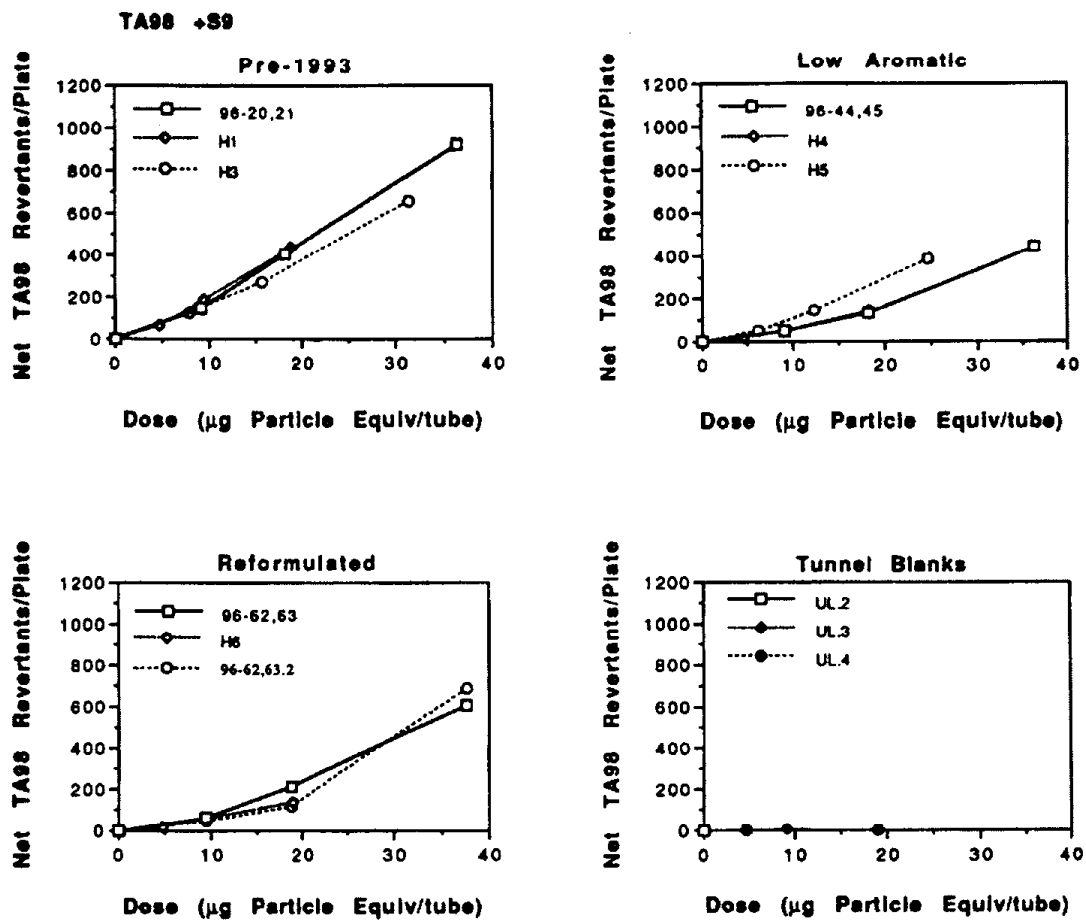 TA98 +S9
Pre-1993
Net TA98 Revertants/Plate
1200
1000
800
600
400
200
0
96-20,21
H1
H3
0 10 20 30 40
Dose (µg Particle Equiv/tube)
Low Aromatic
Net TA98 Revertants/Plate
1200
1000
800
600
400
200
0
96-44,45
H4
H5
0 10 20 30 40
Dose (µg Particle Equiv/tube)
Reformulated
Net TA98 Revertants/Plate
1200
1000
800
600
400
200
0
96-62,63
H6
96-62,63.2
0 10 20 30 40
Dose (µg Particle Equiv/tube)
Tunnel Blanks
Net TA98 Revertants/Plate
1200
1000
800
600
400
200
0
UL.2
UL.3
UL.4
0 10 20 30 40
Dose (µg Particle Equiv/tube)